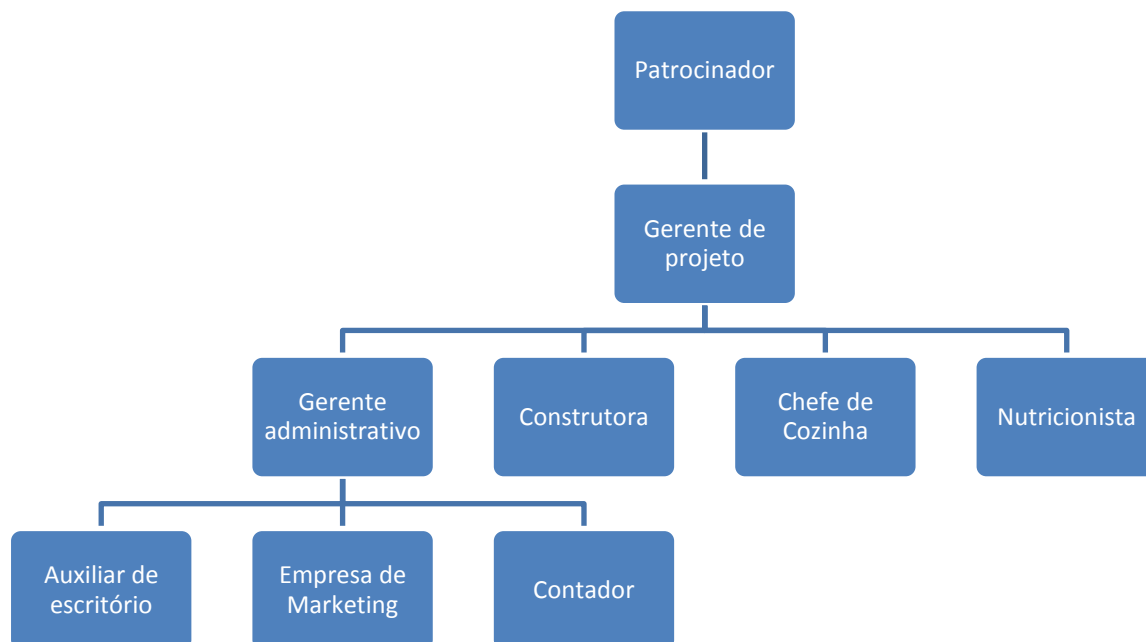 Patrocinador
Gerente de
projeto
Gerente
administrativo
Construtora
Chefe de
Cozinha
Nutricionista
Auxiliar de
escritório
Empresa de
Marketing
Contador